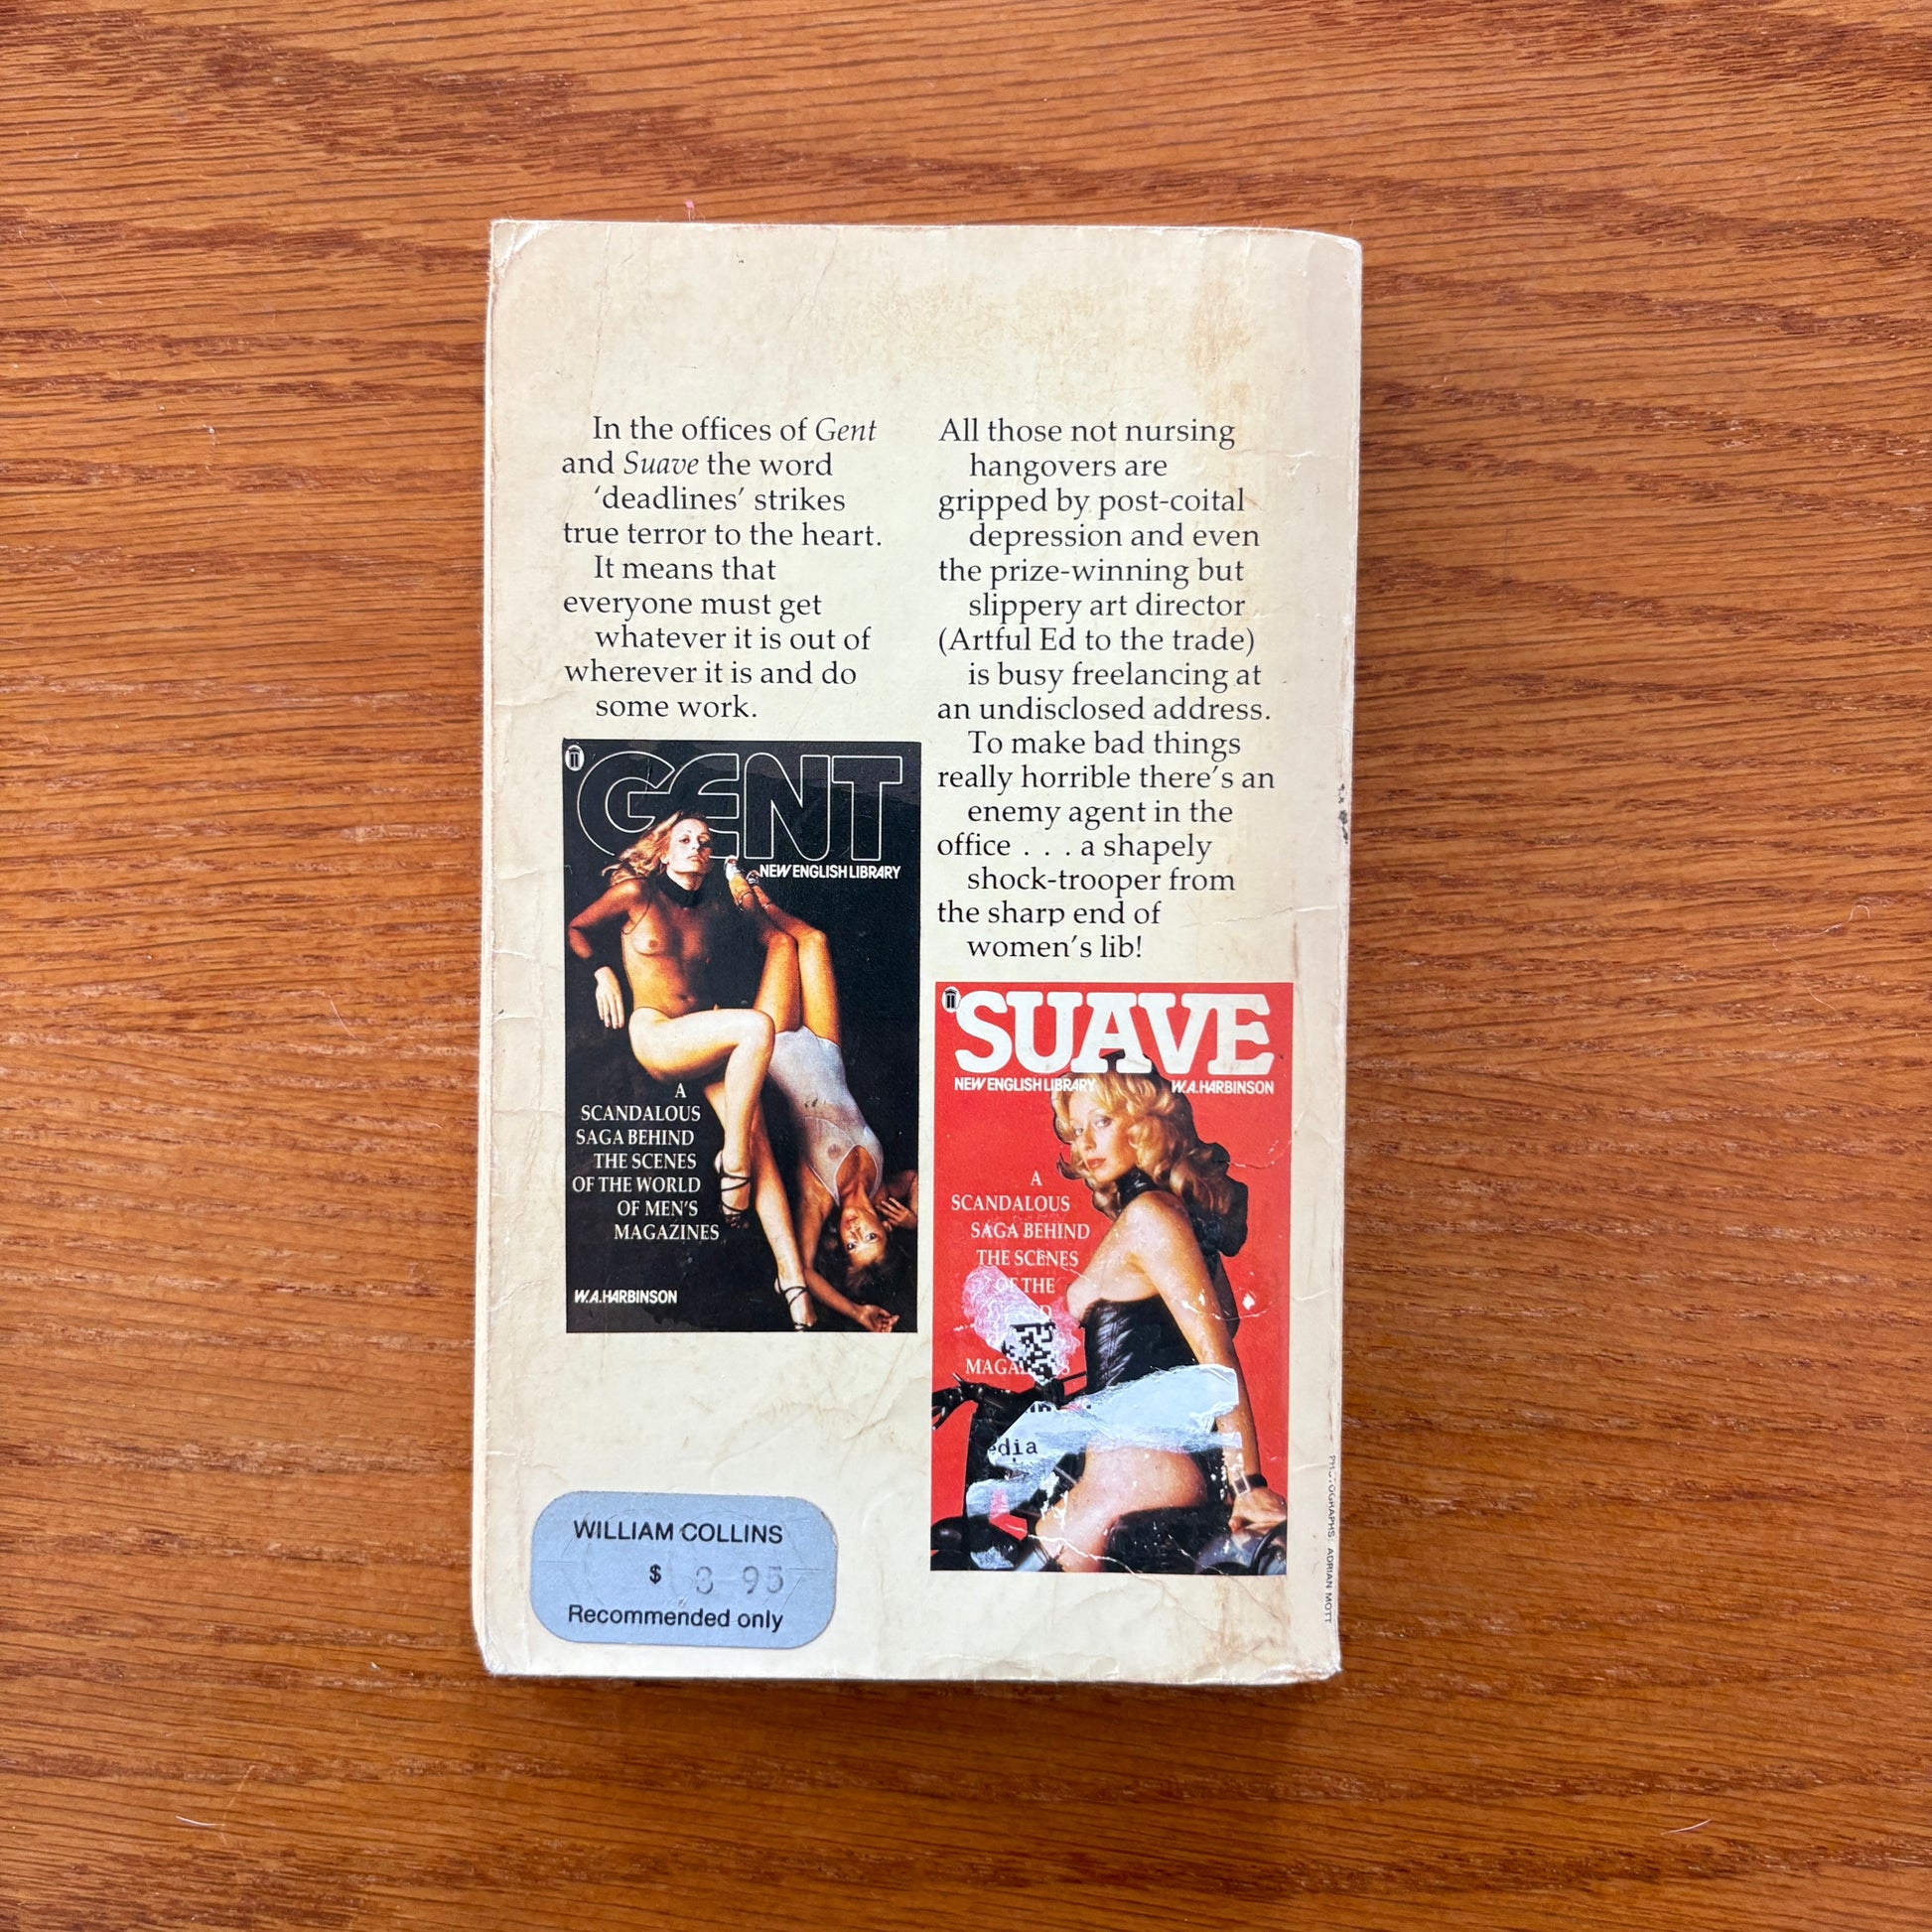 In the offices of Gent
and Suave the word
‘deadlines’ strikes
true terror to the heart.
It means that
everyone must get
whatever it is out of
wherever it is and do
some work.
GENT
NEW ENGLISH LIBRARY
A
SCANDALOUS
SAGA BEHIND
THE SCENES
OF THE WORLD
OF MEN'S
MAGAZINES
W.A. HARBINSON
All those not nursing
hangovers are
gripped by post-coital
depression and even
the prize-winning but
slippery art director
(Artful Ed to the trade)
is busy freelancing at
an undisclosed address.
To make bad things
really horrible there’s an
enemy agent in the
office . . . a shapely
shock-trooper from
the sharp end of
women’s lib!
SUAVE
NEW ENGLISH LIBRARY W.A. HARBINSON
A
SCANDALOUS
SAGA BEHIND
THE SCENES
OF THE
WILLIAM COLLINS
$ 3 95
Recommended only
PHOTOGRAPHS: ADRIAN MOTT